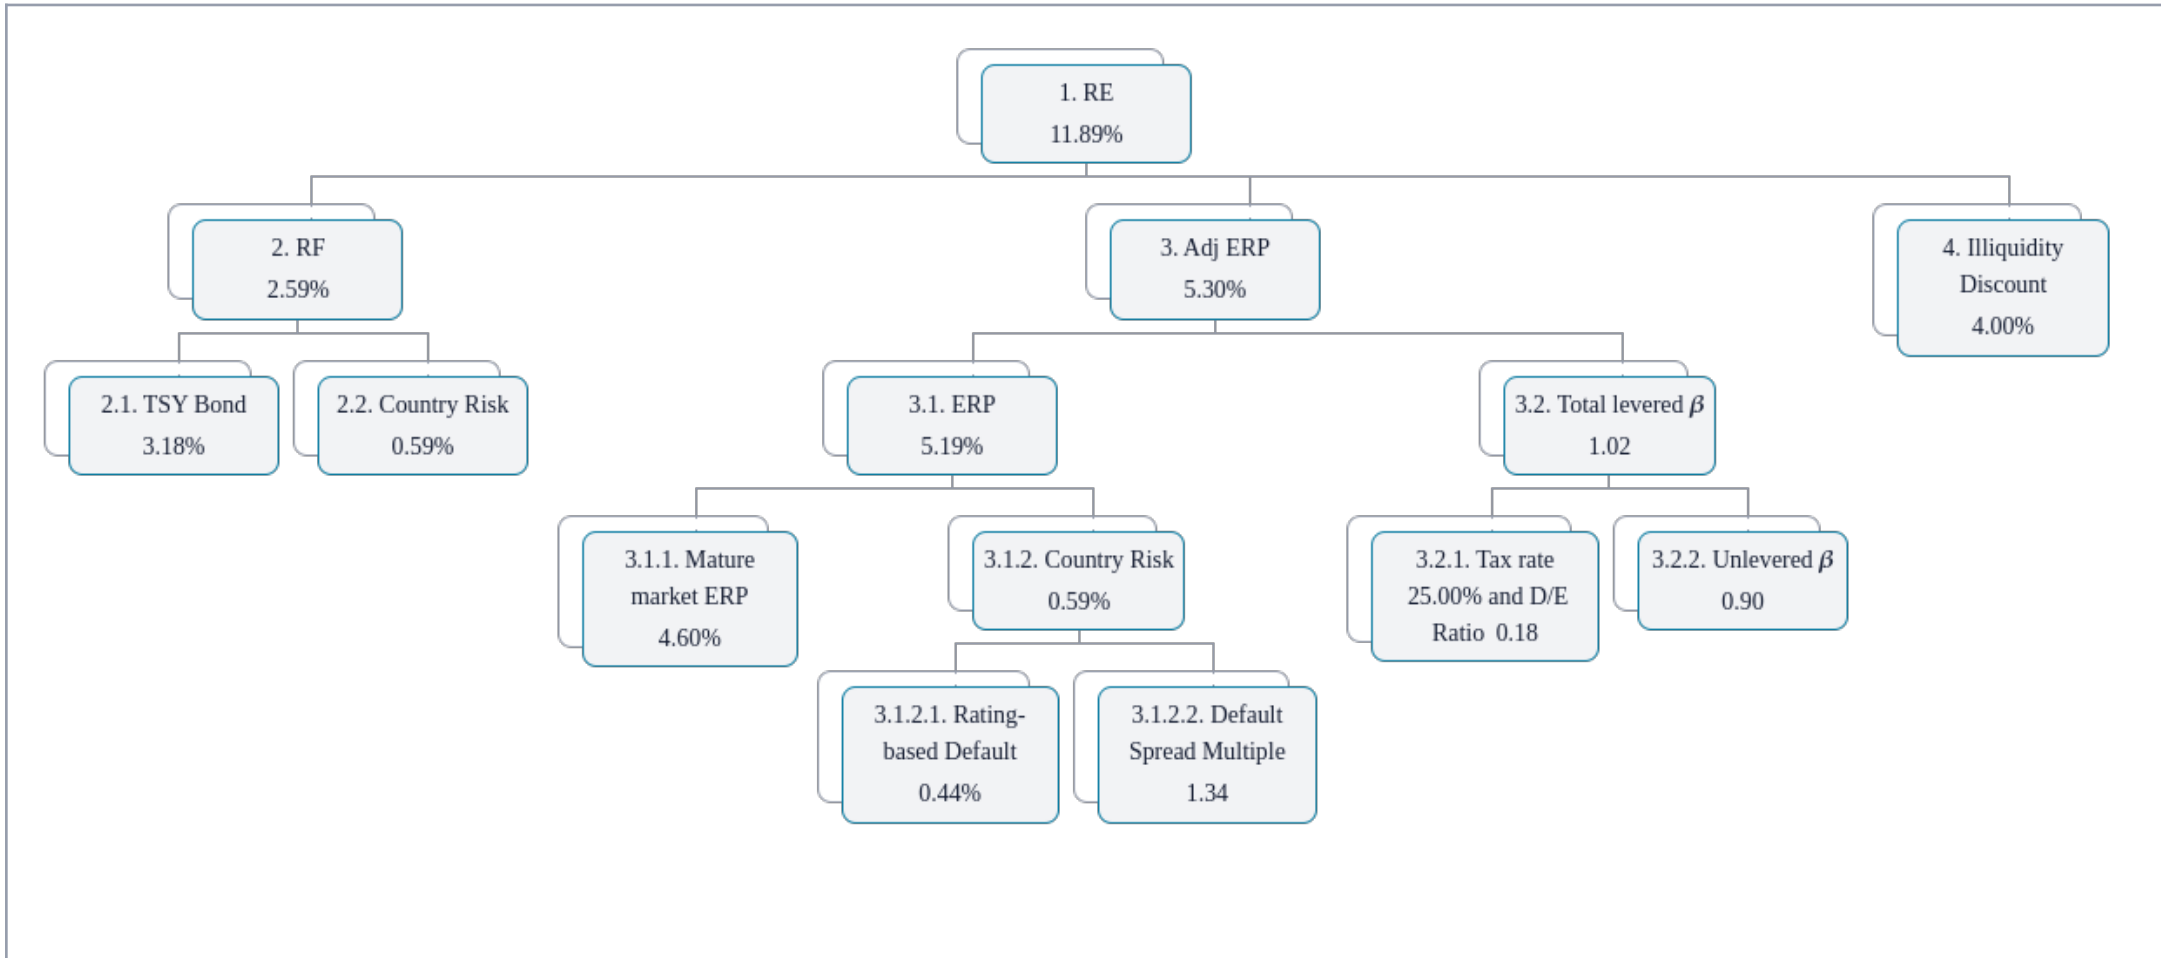 1. RE
11.89%
2. RF
2.59%
3. Adj ERP
5.30%
4. Illiquidity
Discount
4.00%
2.1. TSY Bond
3.18%
2.2. Country Risk
0.59%
3.1. ERP
5.19%
3.2. Total levered β
1.02
3.1.1. Mature
market ERP
4.60%
3.1.2. Country Risk
0.59%
3.2.1. Tax rate
25.00% and D/E
Ratio 0.18
3.2.2. Unlevered β
0.90
3.1.2.1. Rating-
based Default
0.44%
3.1.2.2. Default
Spread Multiple
1.34